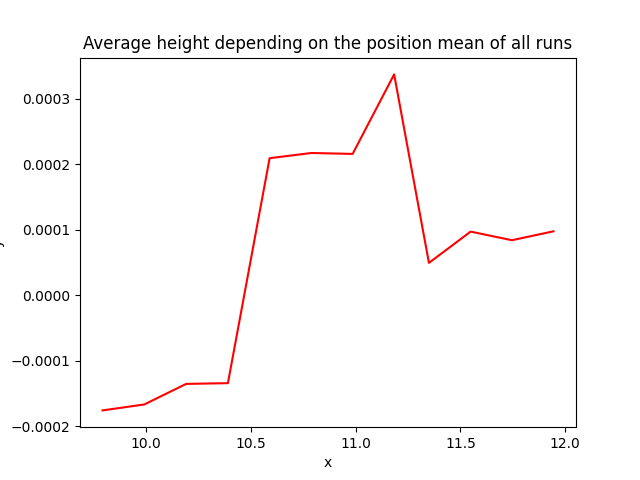 Average height depending on the position mean of all runs
0.0003
0.0002
0.0001
0.0000
−0.0001
−0.0002
10.0 10.5 11.0 11.5 12.0
x